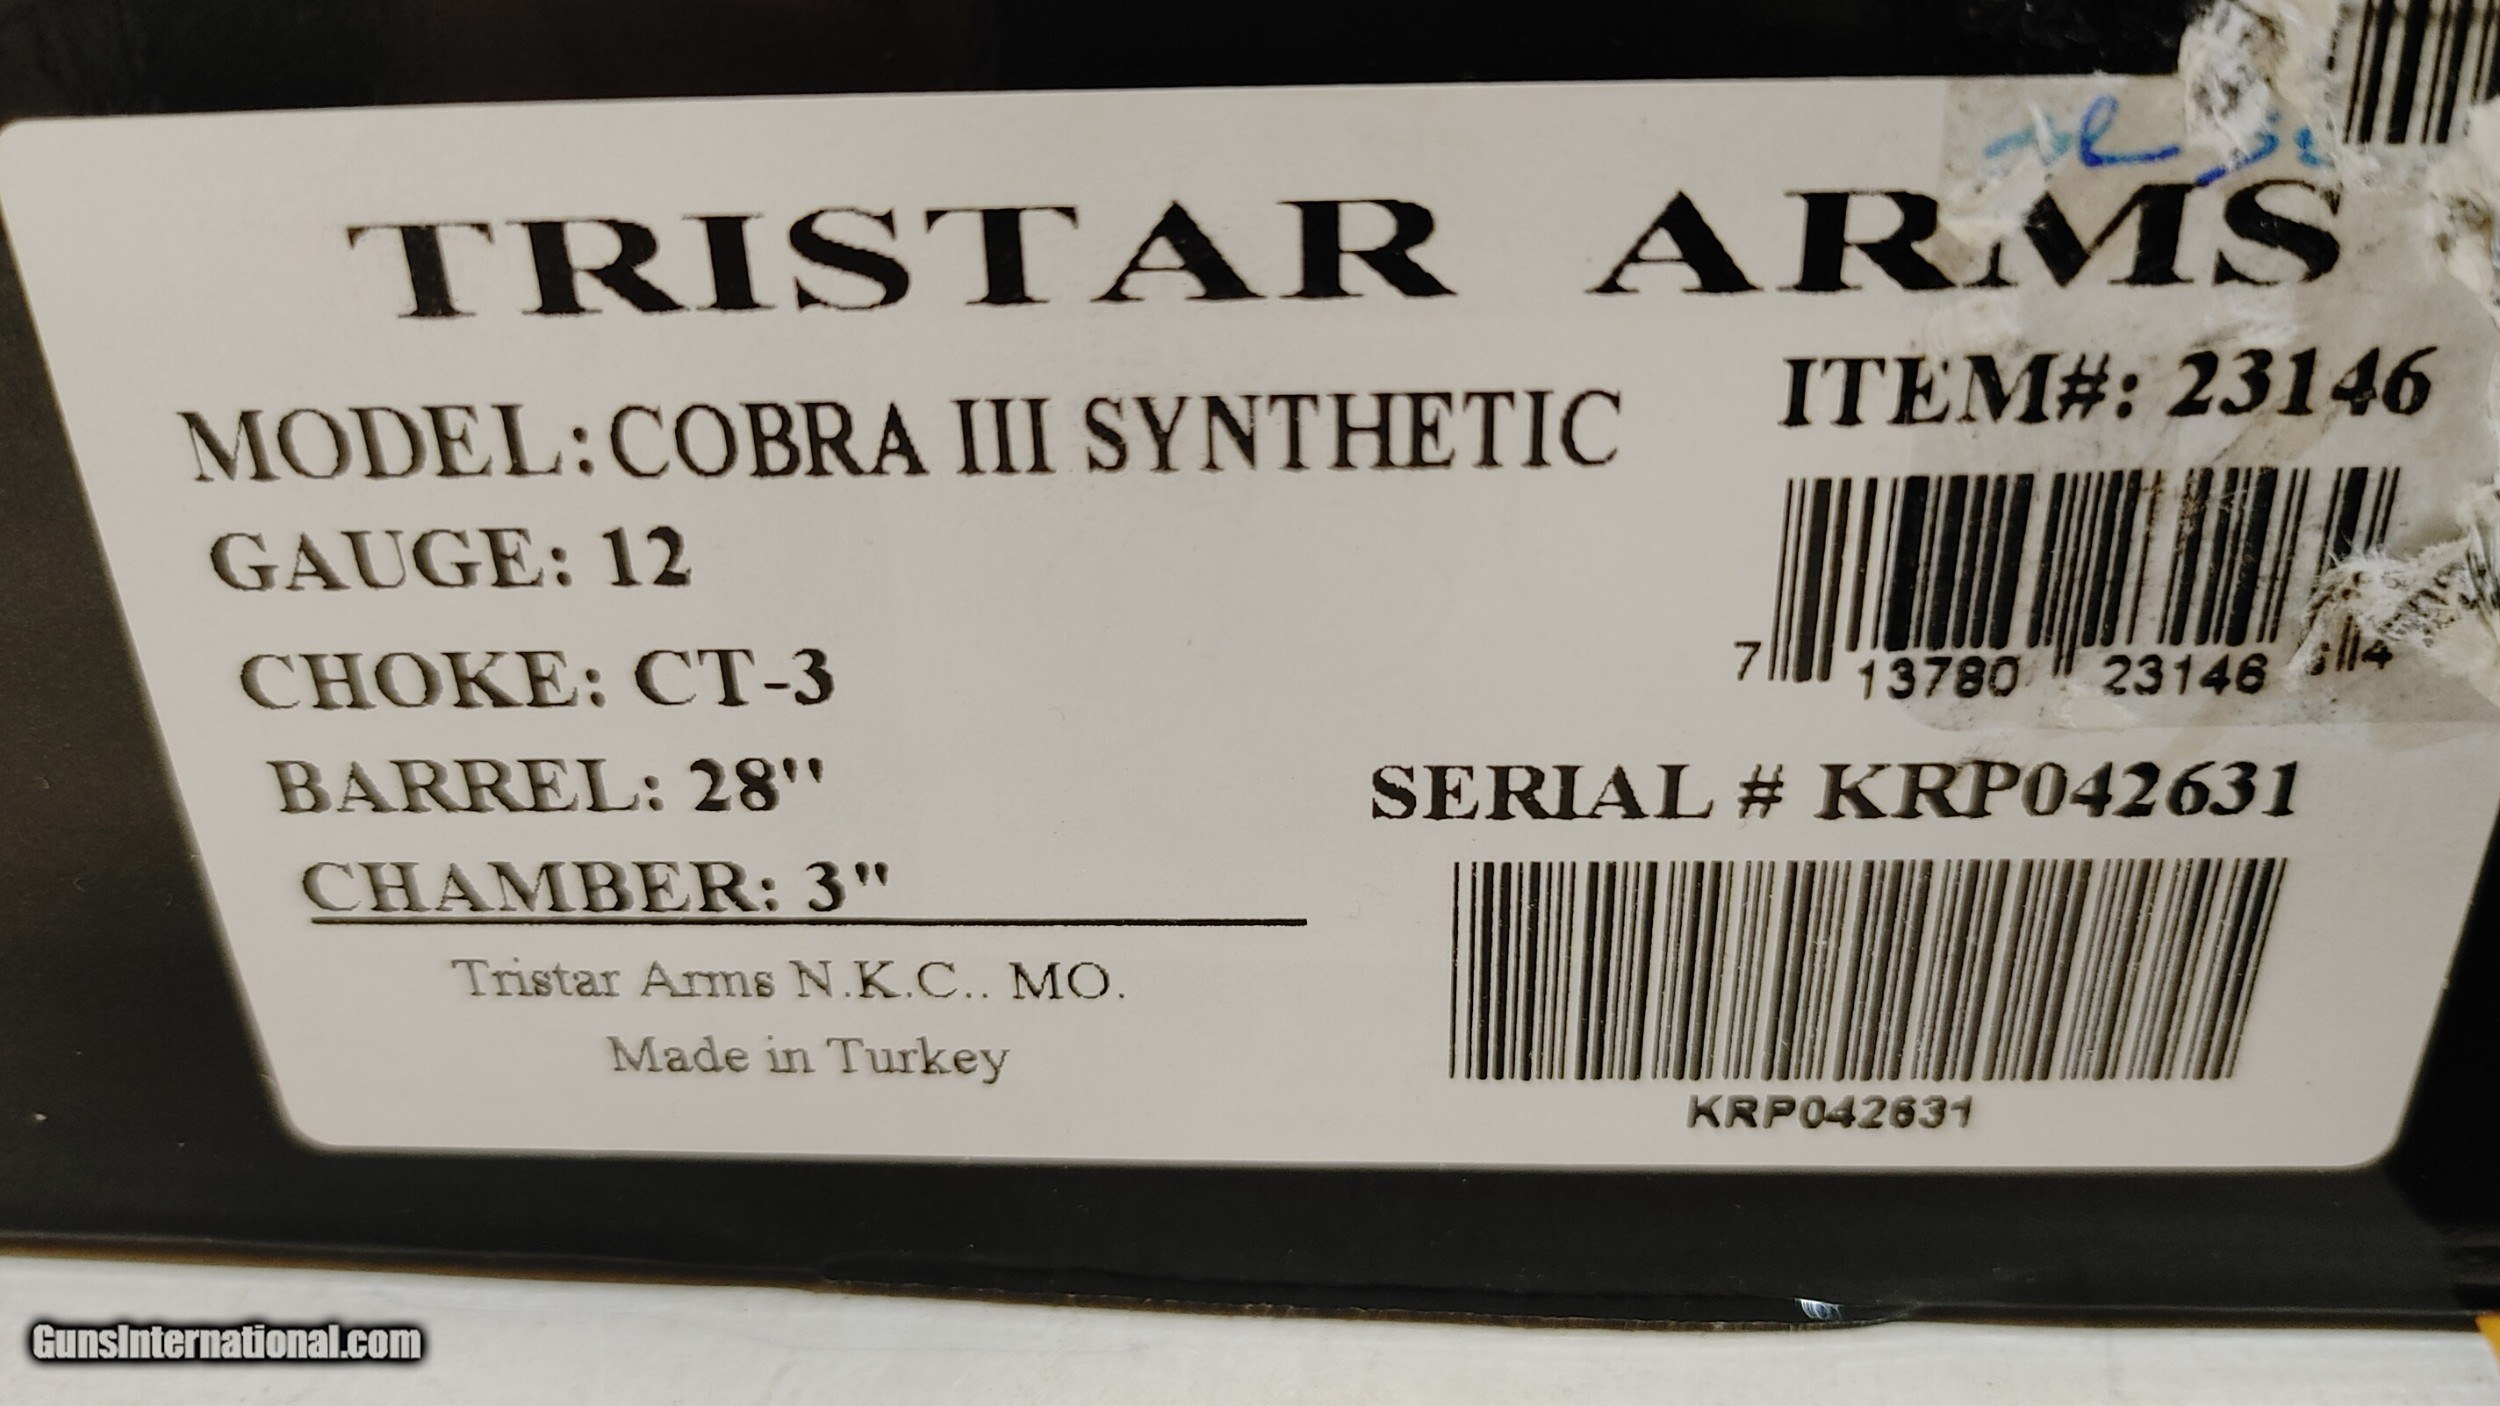 TRISTAR ARMS
MODEL:COBRA III SYNTHETIC
ITEM#: 23146
GAUGE: 12
CHOKE: CT-3
7 13780 23146 4
BARREL: 28''
SERIAL # KRP042631
CHAMBER: 3"
Tristar Arms N.K.C.. MO.
Made in Turkey
KRP042631
GunsInternational.com